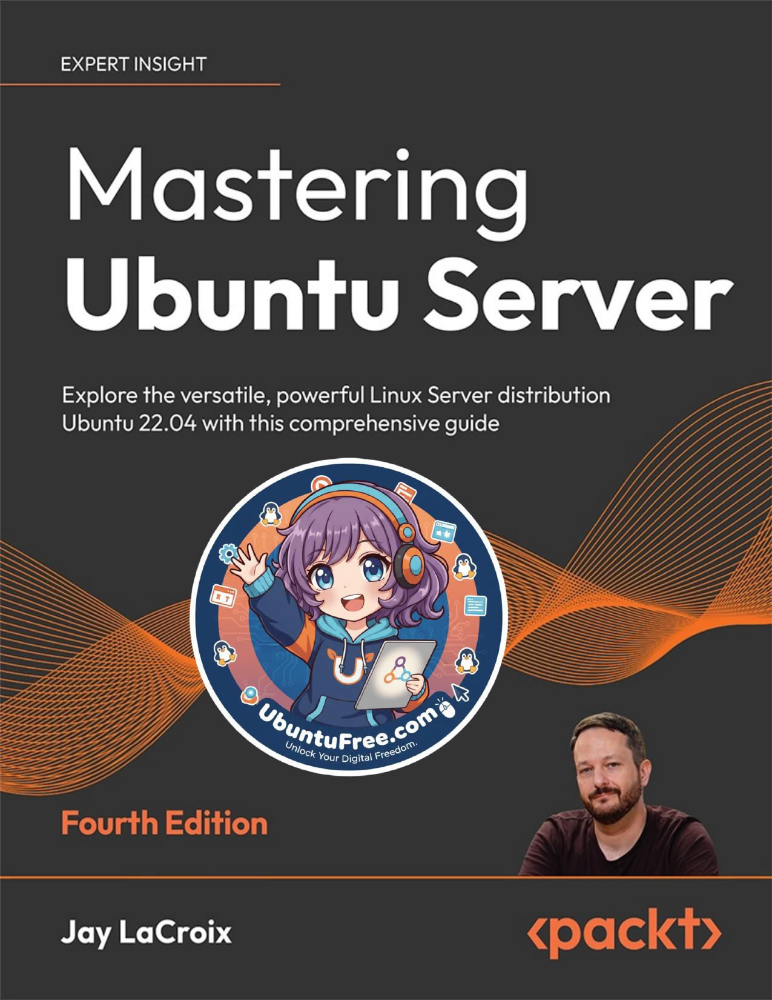 EXPERT INSIGHT
Mastering
Ubuntu Server
Explore the versatile, powerful Linux Server distribution
Ubuntu 22.04 with this comprehensive guide
UbuntuFree.com
Unlock Your Digital Freedom.
Fourth Edition
Jay LaCroix
<packt>